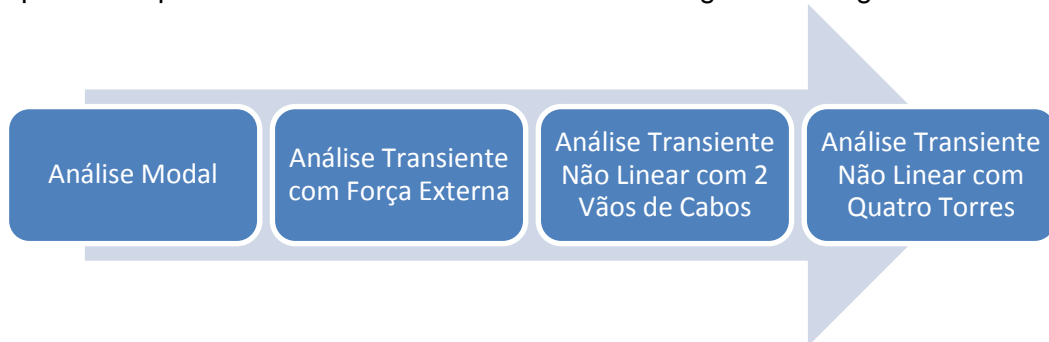 Análise Modal
Análise Transiente
com Força Externa
Análise Transiente
Não Linear com 2
Vãos de Cabos
Análise Transiente
Não Linear com
Quatro Torres